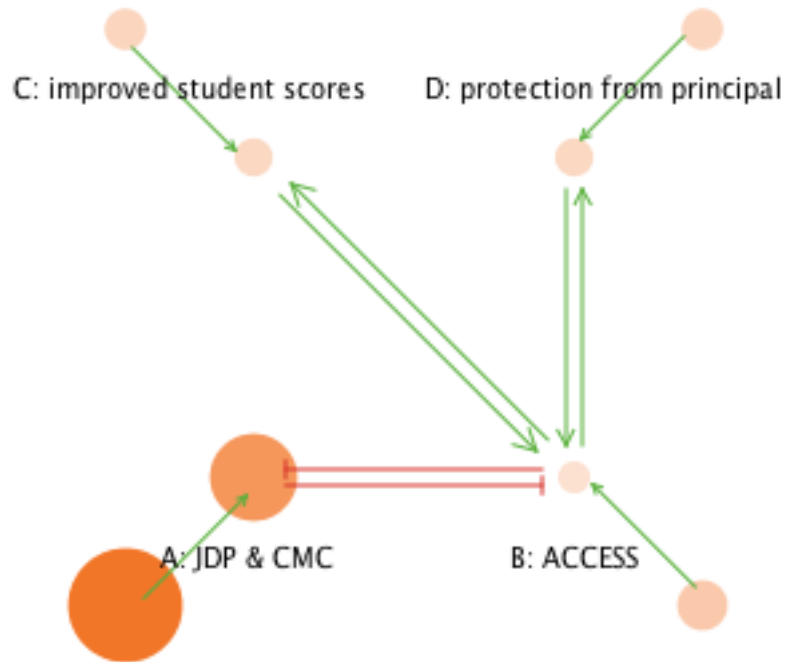 C: improved student scores
D: protection from principal
A: JDP & CMC
B: ACCESS